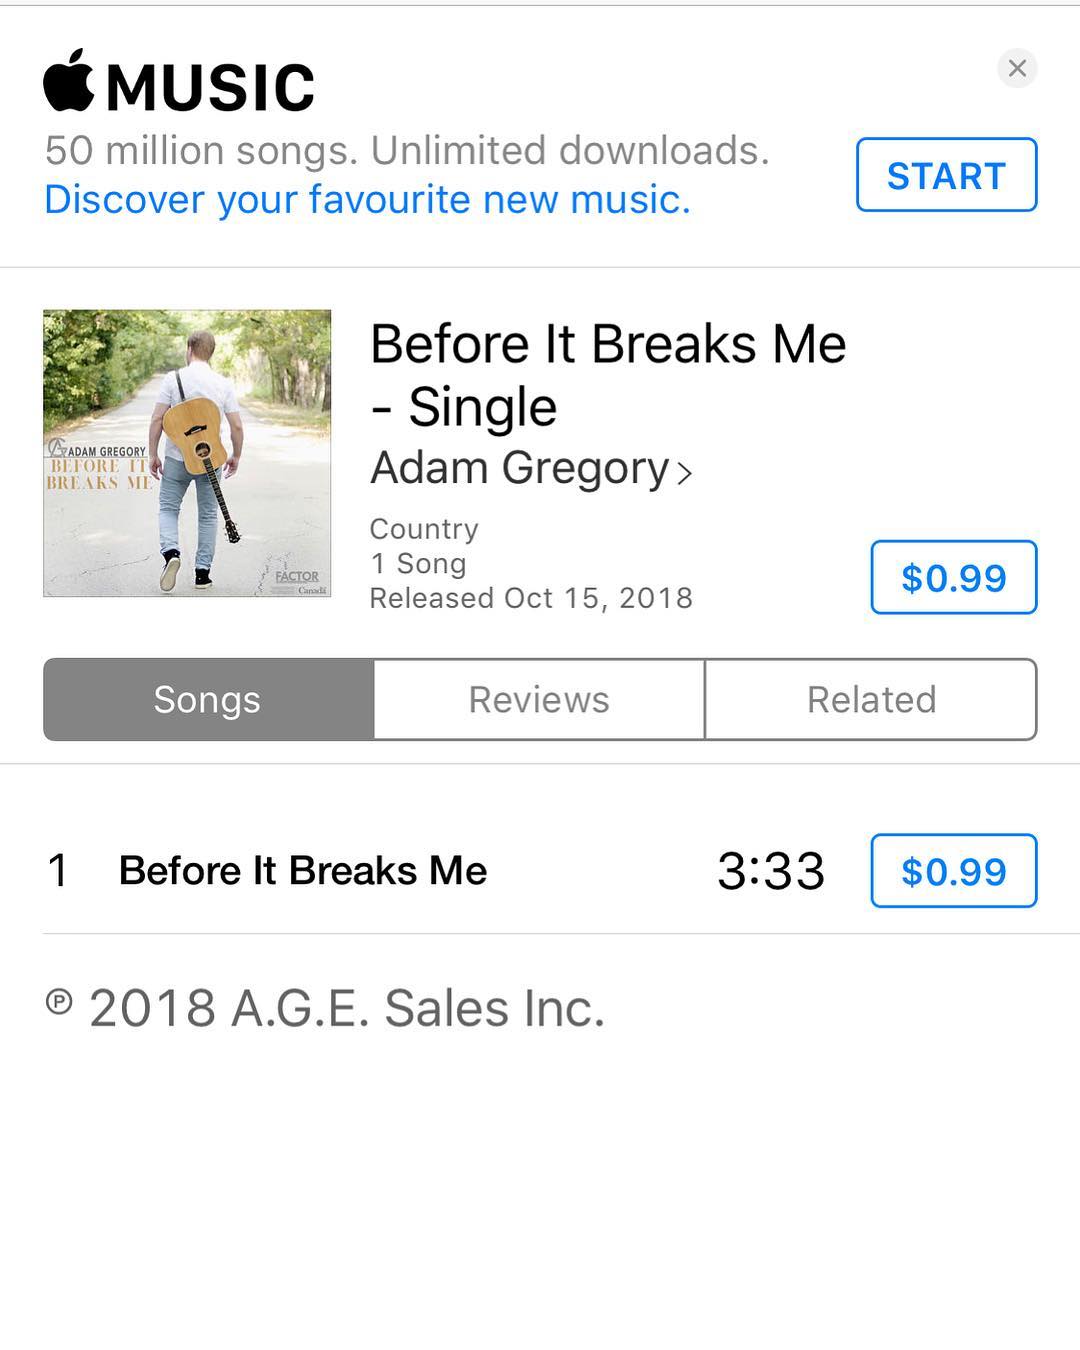 MUSIC
50 million songs. Unlimited downloads.
Discover your favourite new music.
START
ADAM GREGORY
BEFORE IT
BREAKS ME
FACTOR
Canada
Before It Breaks Me
- Single
Adam Gregory >
Country
1 Song
Released Oct 15, 2018
$0.99
Songs
Reviews
Related
1 Before It Breaks Me 3:33 $0.99
℗ 2018 A.G.E. Sales Inc.